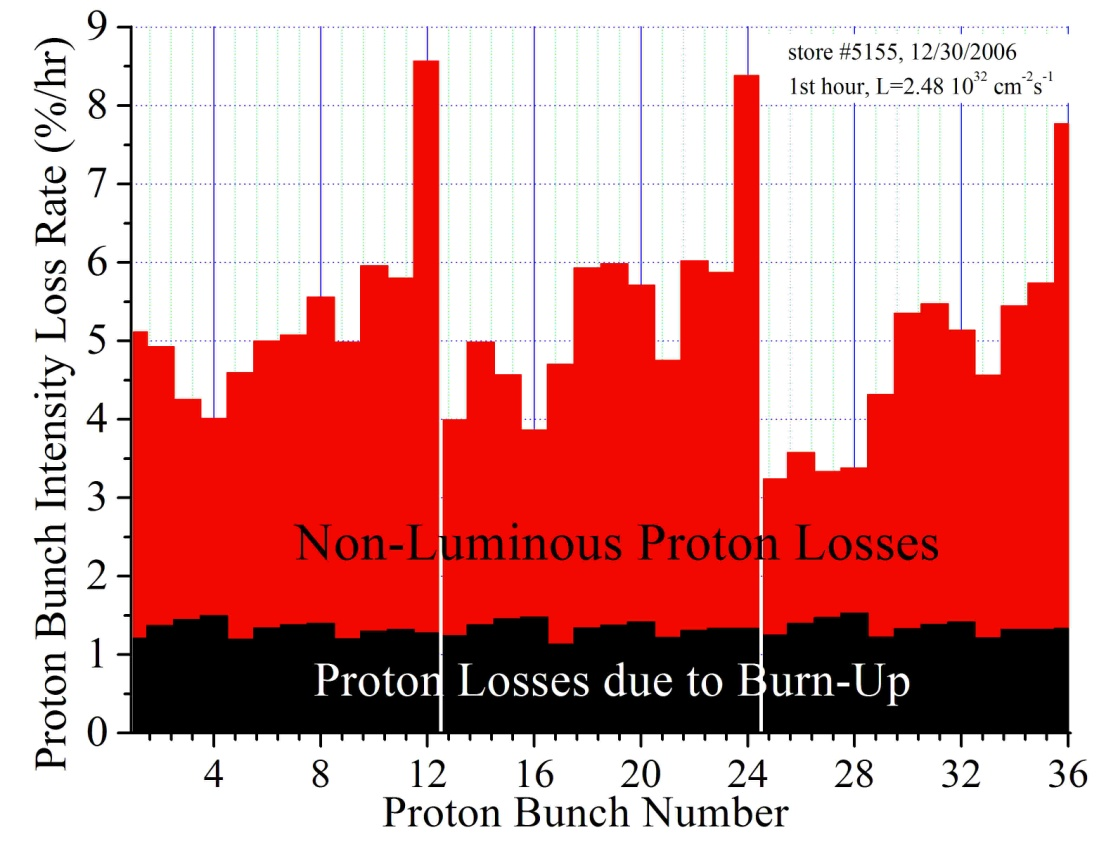 Proton Bunch Intensity Loss Rate (%/hr)
9
8
7
6
5
4
3
2
1
0
store #5155, 12/30/2006
1st hour, L=2.48 10³² cm⁻²s⁻¹
Non-Luminous Proton Losses
Proton Losses due to Burn-Up
4 8 12 16 20 24 28 32 36
Proton Bunch Number